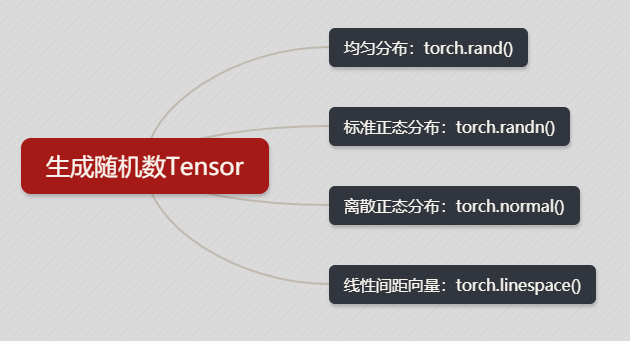 生成随机数Tensor
均匀分布：torch.rand()
标准正态分布：torch.randn()
离散正态分布：torch.normal()
线性间距向量：torch.linespace()